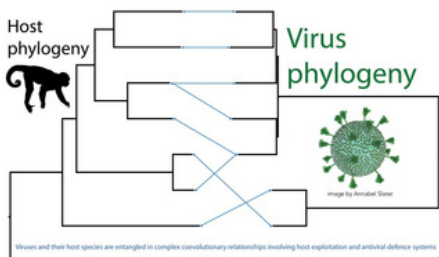 Host
phylogeny
Virus
phylogeny
image by Annabel Slater
Viruses and their host species are entangled in complex coevolutionary relationships involving host exploitation and antiviral defence systems